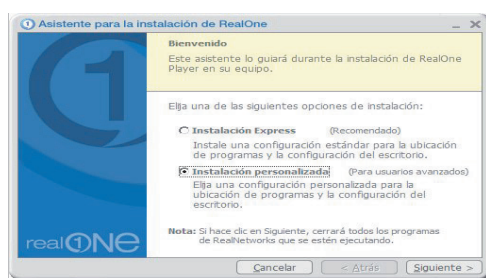 Asistente para la instalación de RealOne
Bienvenido
Este asistente lo guiará durante la instalación de RealOne
Player en su equipo.
Elija una de las siguientes opciones de instalación:
Instalación Express (Recomendado)
Instale una configuración estándar para la ubicación
de programas y la configuración del escritorio.
Instalación personalizada (Para usuarios avanzados)
Elija una configuración personalizada para la
ubicación de programas y la configuración del
escritorio.
Nota: Si hace clic en Siguiente, cerrará todos los programas
de RealNetworks que se estén ejecutando.
real1NE
Cancelar < Atrás Siguiente >